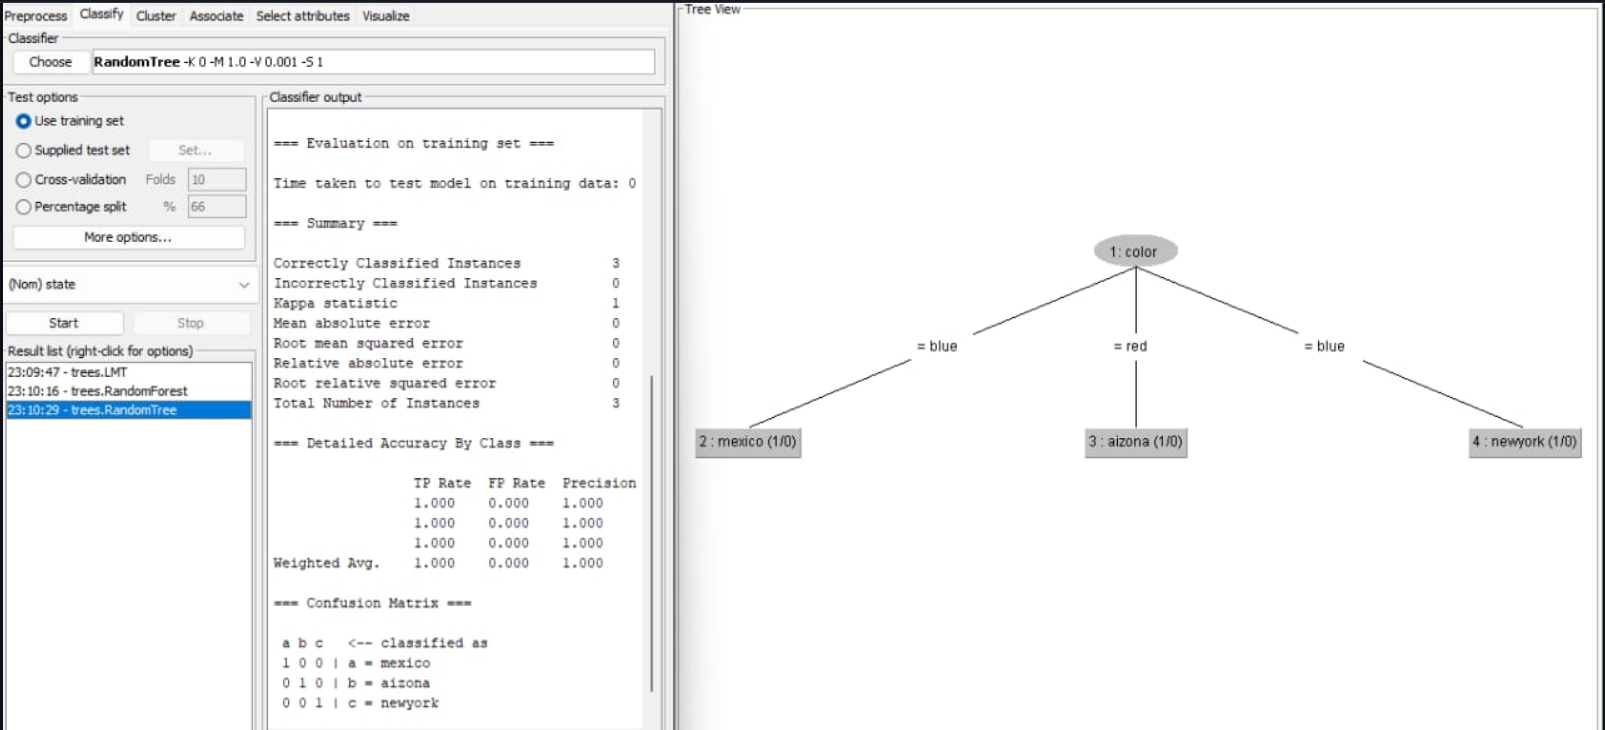 Preprocess Classify Cluster Associate Select attributes Visualize
Classifier
Choose RandomTree -K 0 -M 1.0 -V 0.001 -S 1
Test options
Use training set
Supplied test set Set...
Cross-validation Folds 10
Percentage split % 66
More options...
(Nom) state
Start Stop
Result list (right-click for options)
23:09:47 - trees.LMT
23:10:16 - trees.RandomForest
23:10:29 - trees.RandomTree
Classifier output
=== Evaluation on training set ===
Time taken to test model on training data: 0
=== Summary ===
Correctly Classified Instances 3
Incorrectly Classified Instances 0
Kappa statistic 1
Mean absolute error 0
Root mean squared error 0
Relative absolute error 0
Root relative squared error 0
Total Number of Instances 3
=== Detailed Accuracy By Class ===
TP Rate FP Rate Precision
1.000 0.000 1.000
1.000 0.000 1.000
1.000 0.000 1.000
Weighted Avg. 1.000 0.000 1.000
=== Confusion Matrix ===
a b c <-- classified as
1 0 0 | a = mexico
0 1 0 | b = aizona
0 0 1 | c = newyork
Tree View
1: color
= blue = red = blue
2 : mexico (1/0) 3 : aizona (1/0) 4 : newyork (1/0)